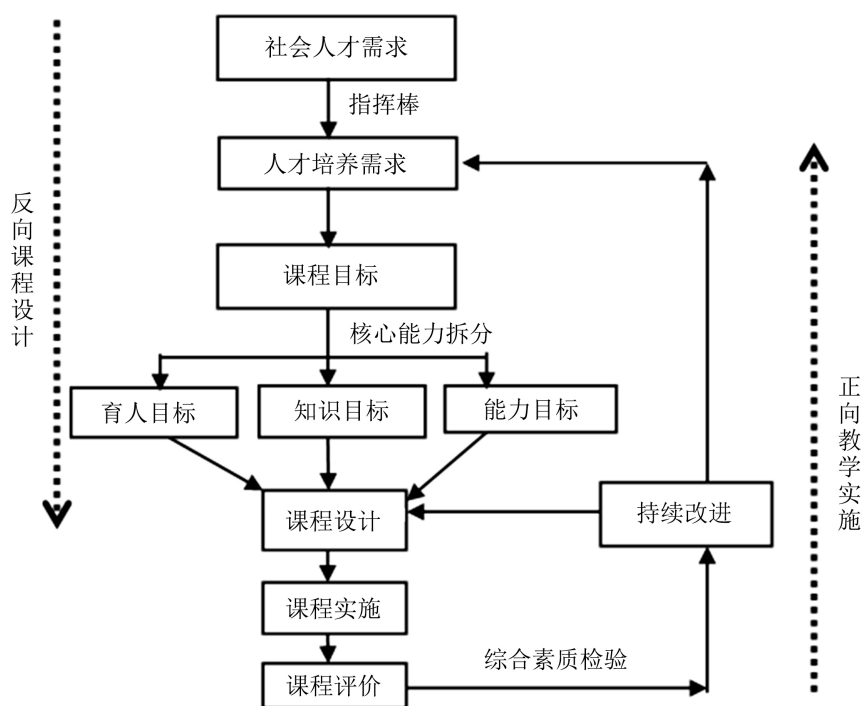 社会人才需求
指挥棒
人才培养需求
反向课程设计
课程目标
核心能力拆分
育人目标
知识目标
能力目标
正向教学实施
课程设计
持续改进
课程实施
综合素质检验
课程评价